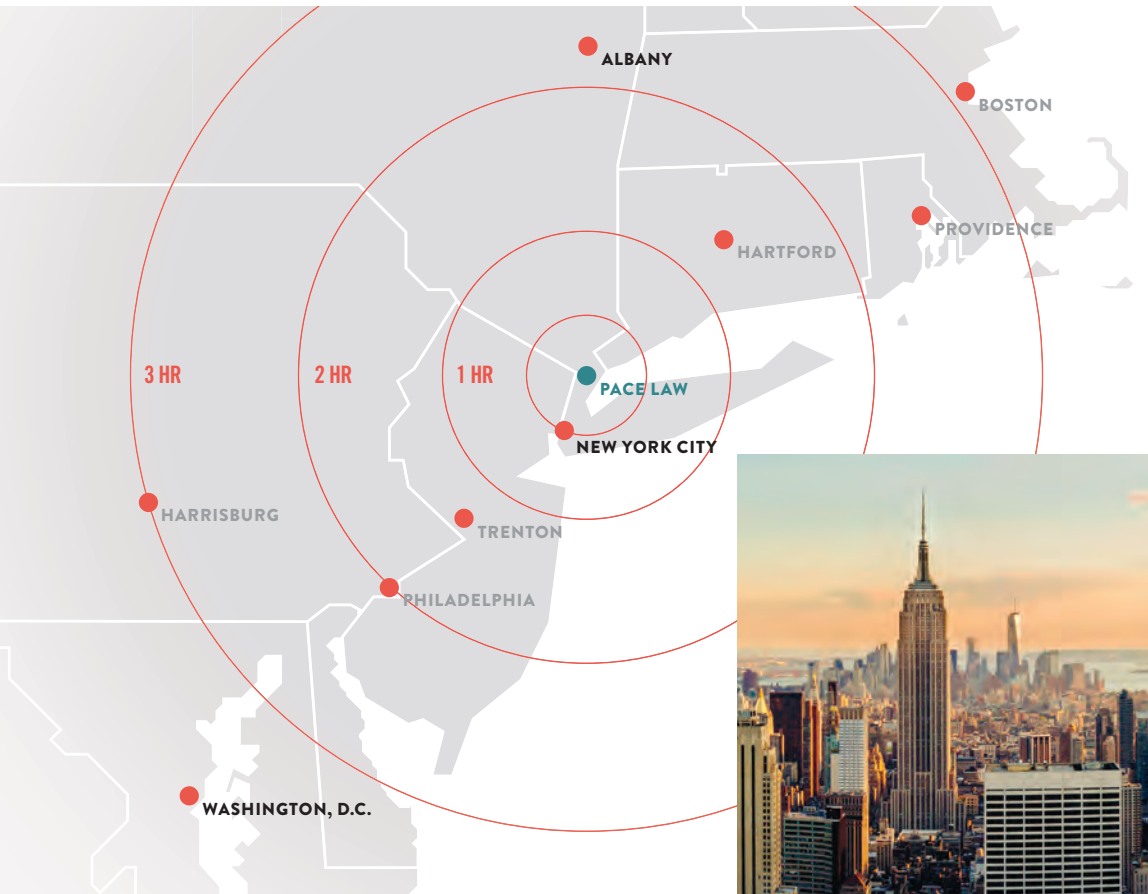 ALBANY
BOSTON
PROVIDENCE
HARTFORD
3 HR
2 HR
1 HR
PACE LAW
NEW YORK CITY
HARRISBURG
TRENTON
PHILADELPHIA
WASHINGTON, D.C.